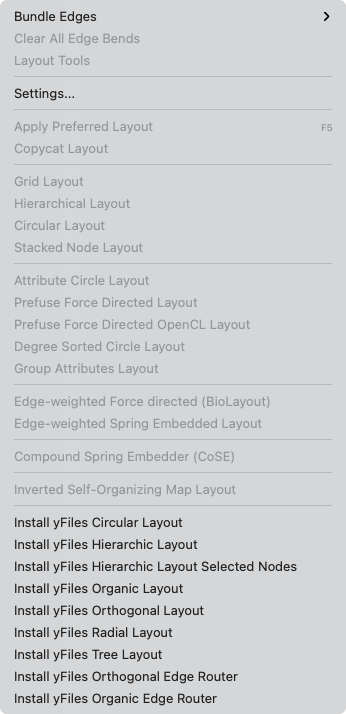 Bundle Edges
Clear All Edge Bends
Layout Tools
Settings...
Apply Preferred Layout F5
Copycat Layout
Grid Layout
Hierarchical Layout
Circular Layout
Stacked Node Layout
Attribute Circle Layout
Prefuse Force Directed Layout
Prefuse Force Directed OpenCL Layout
Degree Sorted Circle Layout
Group Attributes Layout
Edge-weighted Force directed (BioLayout)
Edge-weighted Spring Embedded Layout
Compound Spring Embedder (CoSE)
Inverted Self-Organizing Map Layout
Install yFiles Circular Layout
Install yFiles Hierarchic Layout
Install yFiles Hierarchic Layout Selected Nodes
Install yFiles Organic Layout
Install yFiles Orthogonal Layout
Install yFiles Radial Layout
Install yFiles Tree Layout
Install yFiles Orthogonal Edge Router
Install yFiles Organic Edge Router